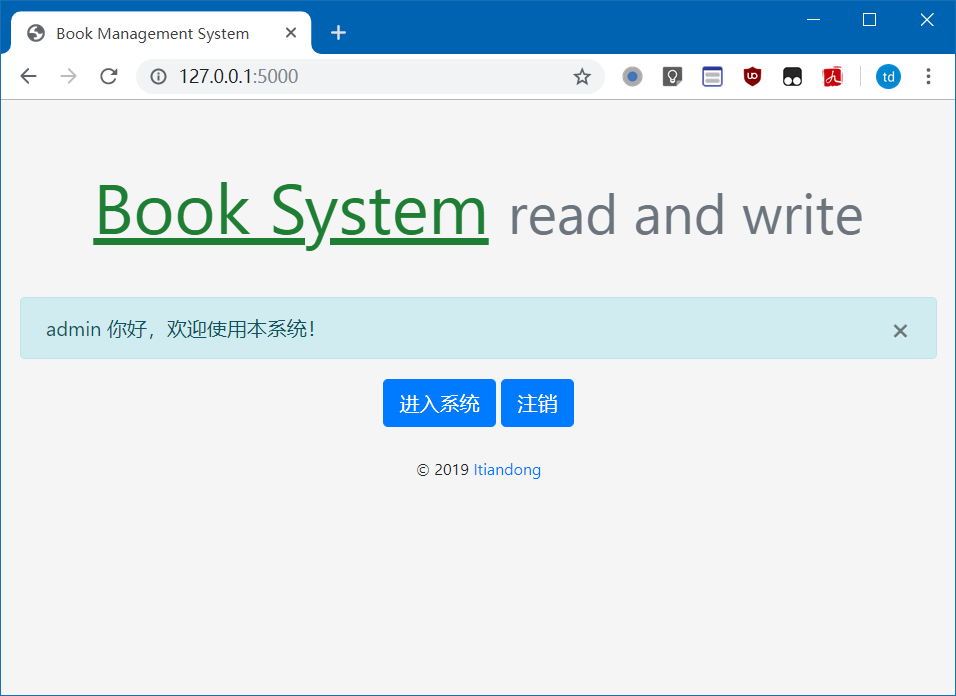 Book Management System
127.0.0.1:5000
td
Book System read and write
admin 你好，欢迎使用本系统！
进入系统 注销
© 2019 Itiandong